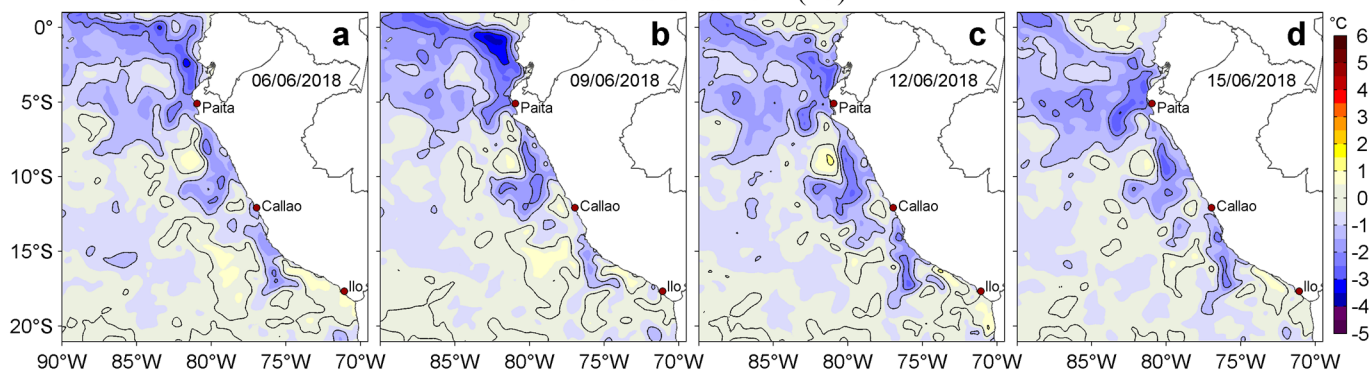 a
06/06/2018
Paita
Callao
Ilo
0°
5°S
10°S
15°S
20°S
90°W
85°W
80°W
75°W
70°W
b
09/06/2018
Paita
Callao
Ilo
85°W
80°W
75°W
70°W
c
12/06/2018
Paita
Callao
Ilo
85°W
80°W
75°W
70°W
d
15/06/2018
Paita
Callao
Ilo
85°W
80°W
75°W
70°W
°C
6
5
4
3
2
1
0
-1
-2
-3
-4
-5